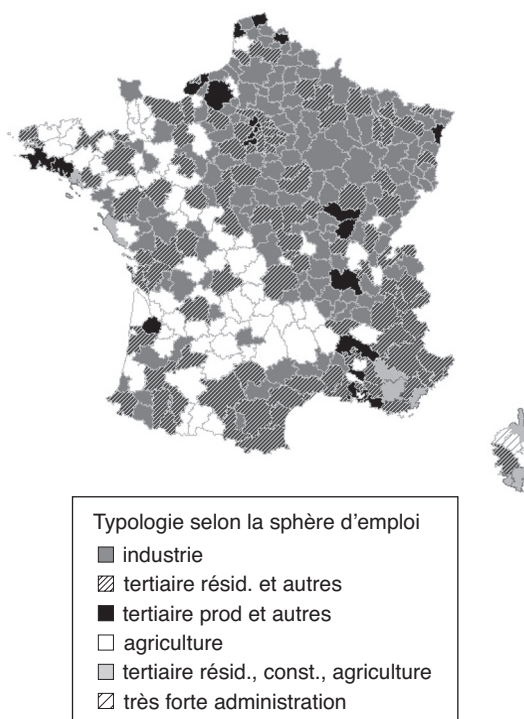 Typologie selon la sphère d'emploi
industrie
tertiaire résid. et autres
tertiaire prod et autres
agriculture
tertiaire résid., const., agriculture
très forte administration